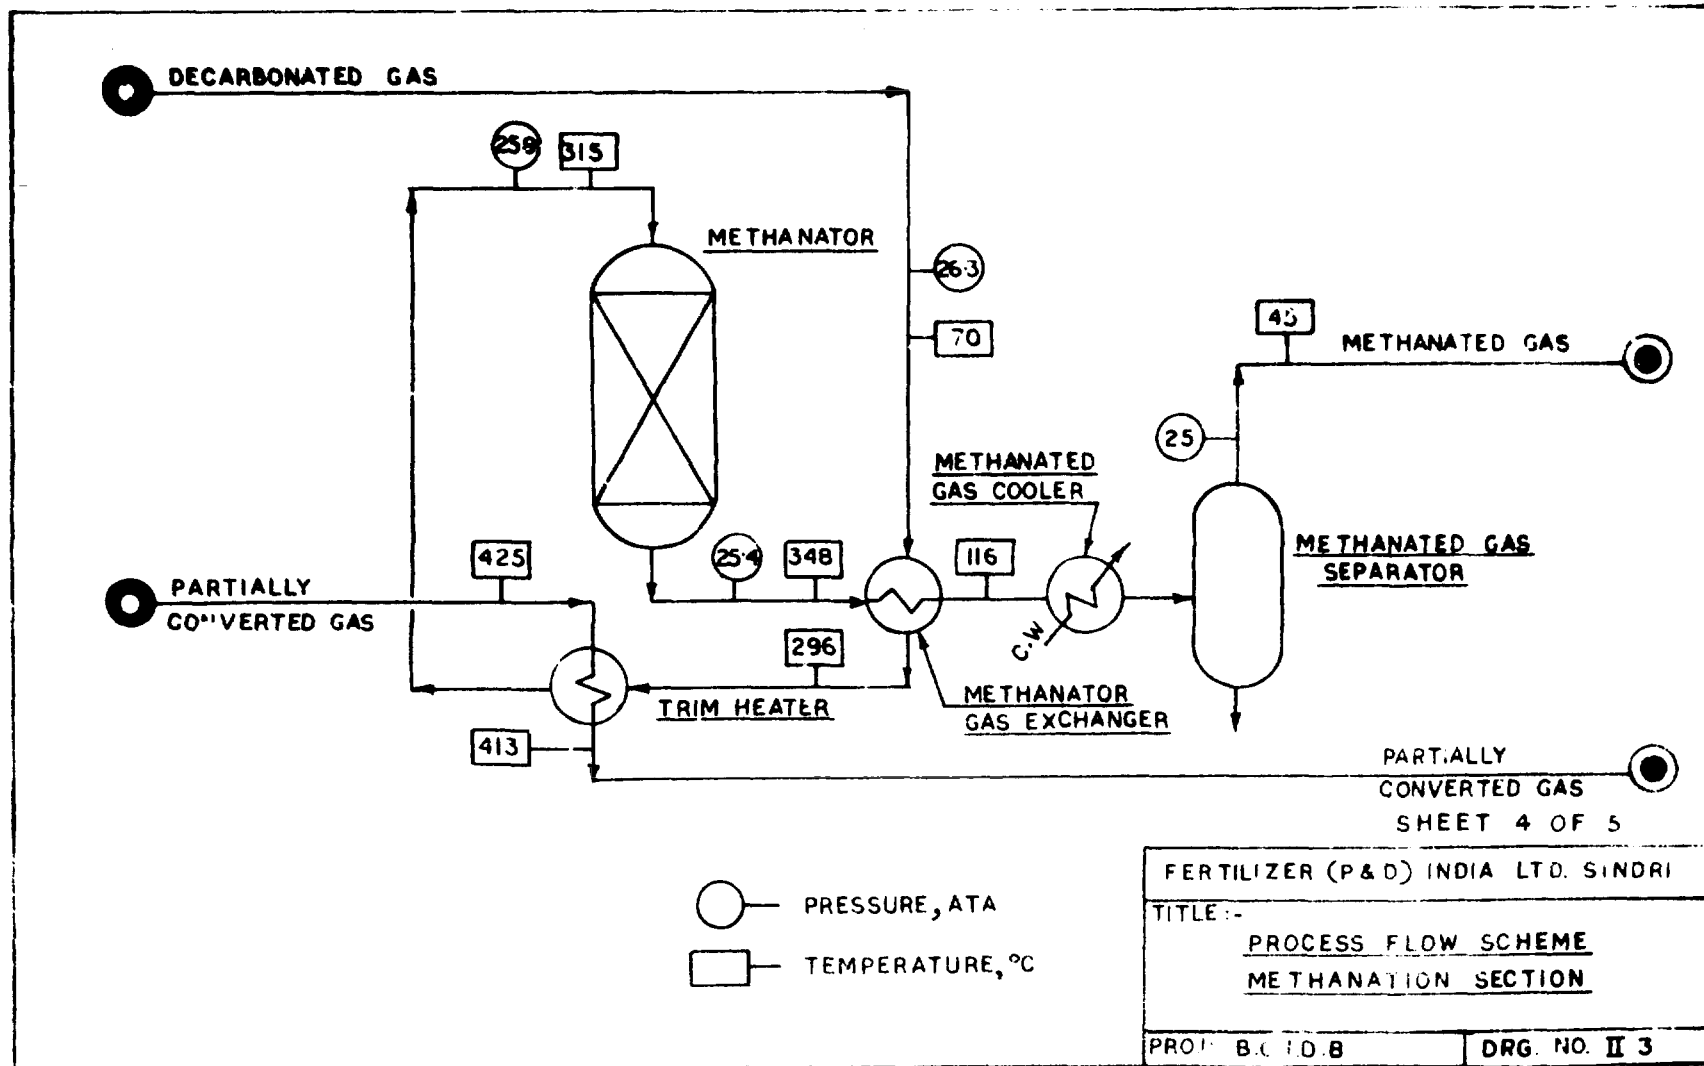 DECARBONATED GAS
25.8
315
METHANATOR
26.3
70
45
METHANATED GAS
25
METHANATED
GAS COOLER
425
25.4
348
116
METHANATED GAS
SEPARATOR
PARTIALLY
CONVERTED GAS
C.W
296
TRIM HEATER
METHANATOR
GAS EXCHANGER
413
PARTIALLY
CONVERTED GAS
SHEET 4 OF 5
FERTILIZER (P & D) INDIA LTD. SINDRI
PRESSURE, ATA
TITLE :-
PROCESS FLOW SCHEME
TEMPERATURE, °C
METHANATION SECTION
DRG. NO. II 3